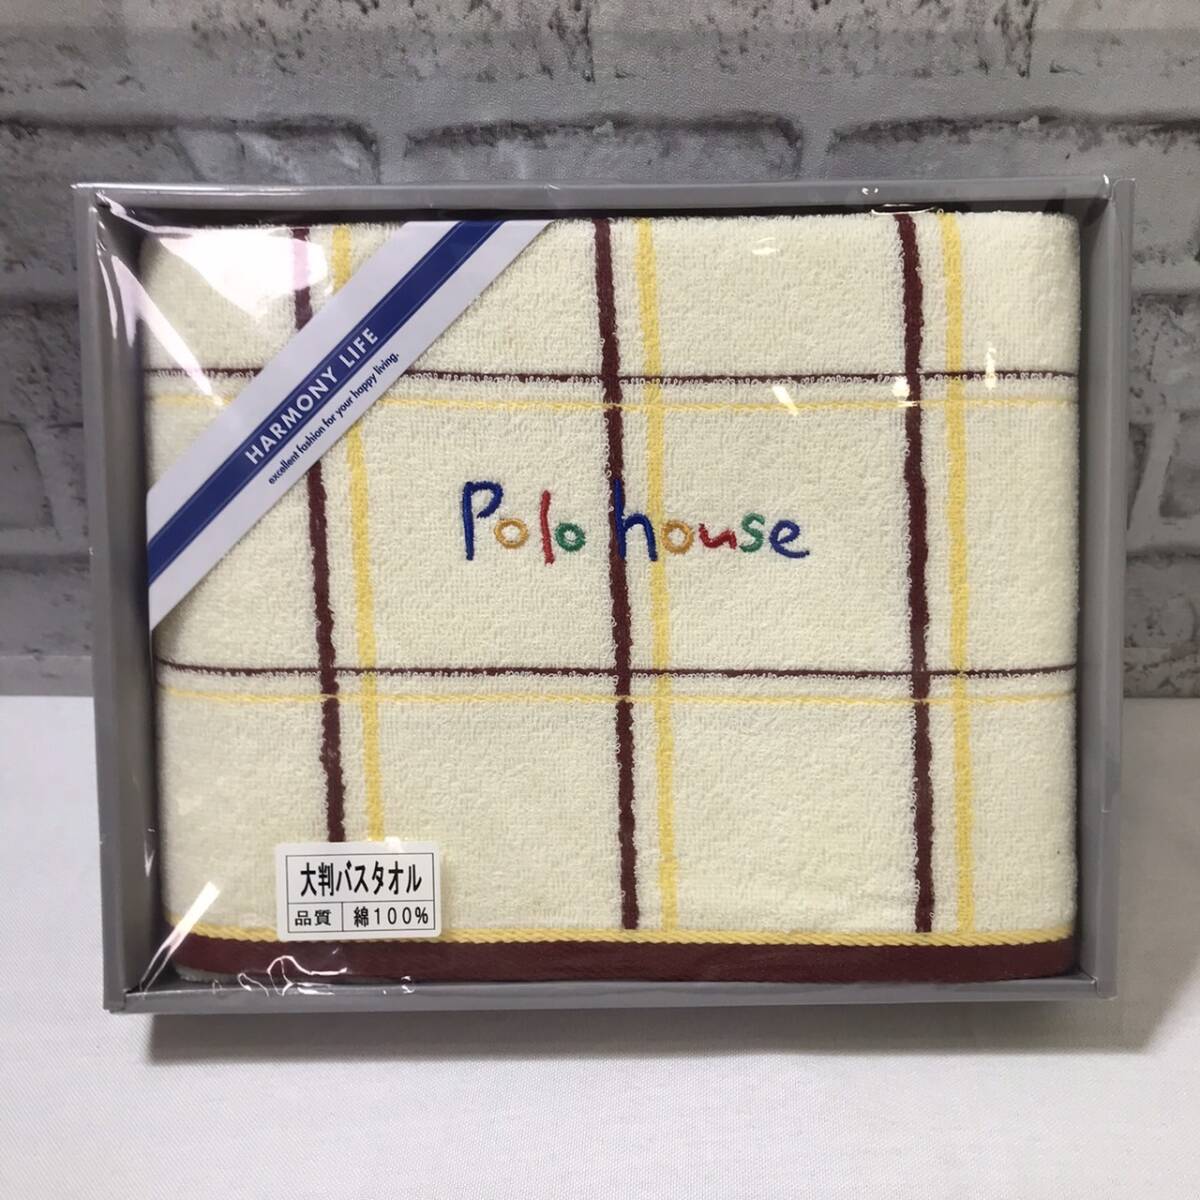 HARMONY LIFE
excellent fashion for your happy living.
Polo house
大判バスタオル
品質 綿100%